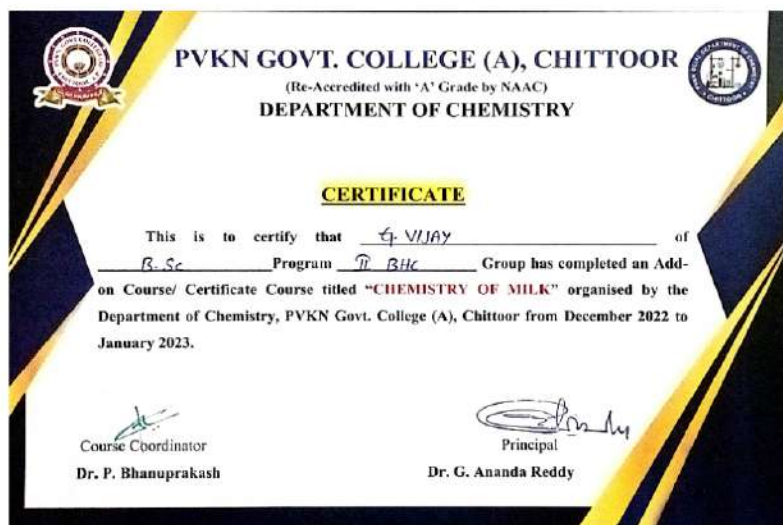 PVKN GOVT. COLLEGE (A), CHITTOOR
(Re-Accredited with ‘A’ Grade by NAAC)
DEPARTMENT OF CHEMISTRY
CERTIFICATE
This is to certify that G. VIJAY of
B.Sc Program II BHC Group has completed an Add-
on Course/ Certificate Course titled “CHEMISTRY OF MILK” organised by the
Department of Chemistry, PVKN Govt. College (A), Chittoor from December 2022 to
January 2023.
Course Coordinator
Dr. P. Bhanuprakash
Principal
Dr. G. Ananda Reddy